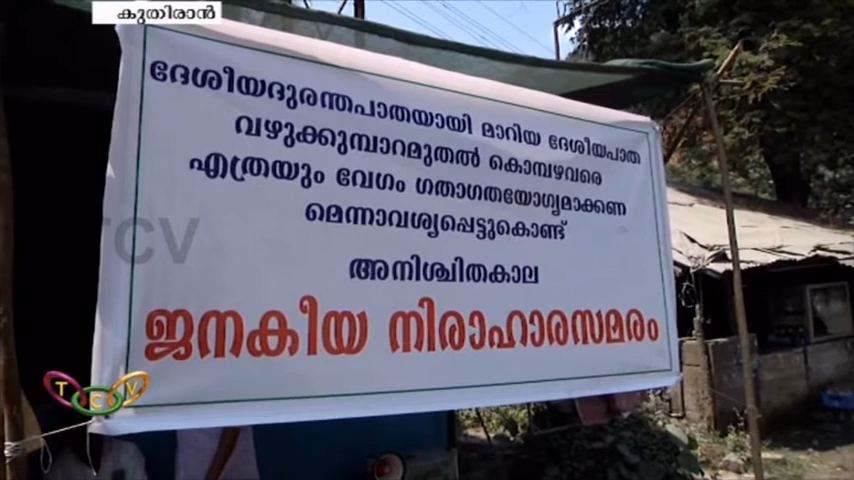 കുതിരാൻ
ദേശീയദുരന്തപാതയായി മാറിയ ദേശീയപാത
വഴുക്കുമ്പാറമുതൽ കൊമ്പഴവരെ
എത്രയും വേഗം ഗതാഗതയോഗ്യമാക്കണ
മെന്നാവശ്യപ്പെട്ടുകൊണ്ട്
TCV
അനിശ്ചിതകാല
ജനകീയ നിരാഹാരസമരം
TCV